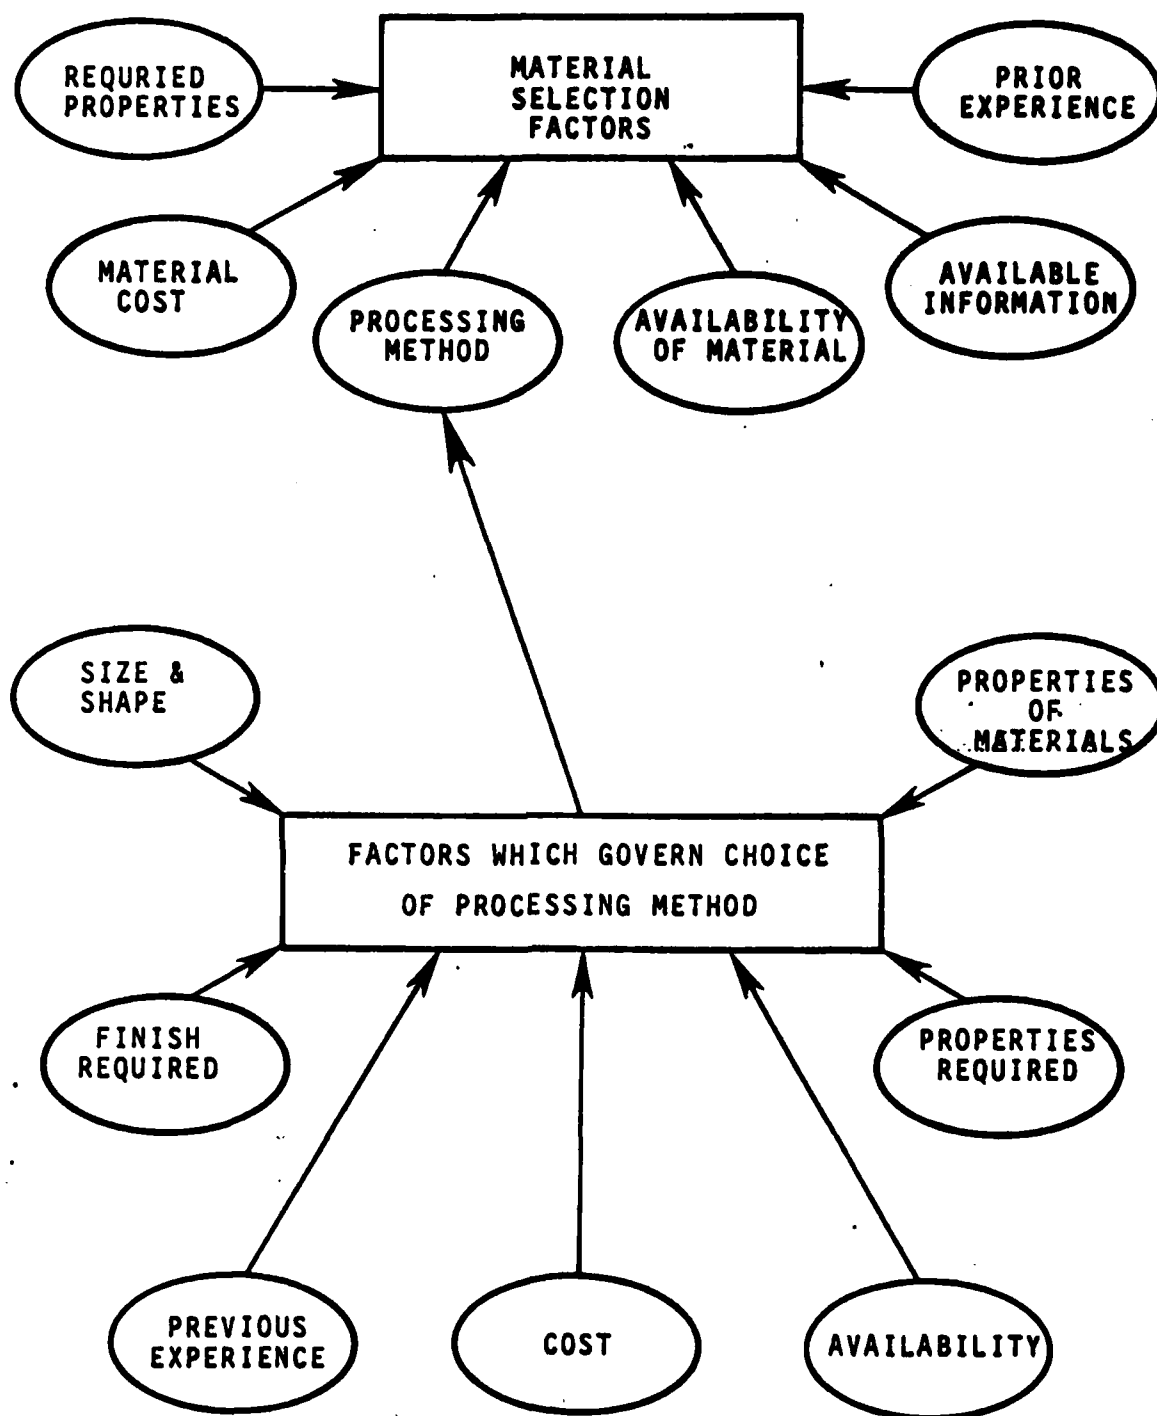 MATERIAL
SELECTION
FACTORS
REQURIED
PROPERTIES
PRIOR
EXPERIENCE
MATERIAL
COST
PROCESSING
METHOD
AVAILABILITY
OF MATERIAL
AVAILABLE
INFORMATION
SIZE &
SHAPE
PROPERTIES
OF
MATERIALS
FACTORS WHICH GOVERN CHOICE
OF PROCESSING METHOD
FINISH
REQUIRED
PROPERTIES
REQUIRED
PREVIOUS
EXPERIENCE
COST
AVAILABILITY